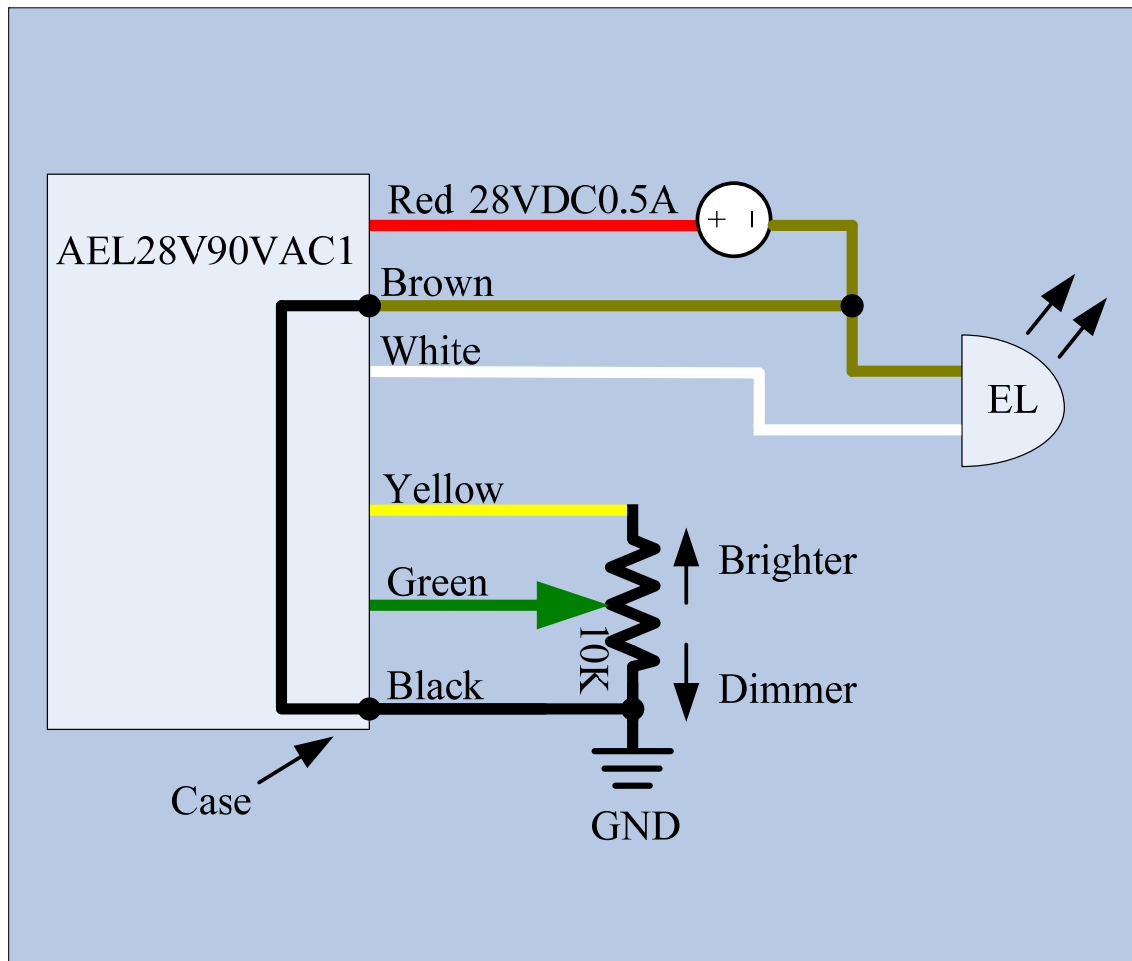 Red 28VDC0.5A
+ -
AEL28V90VAC1
Brown
White
EL
Yellow
Brighter
Green
10K
Black
Dimmer
Case
GND